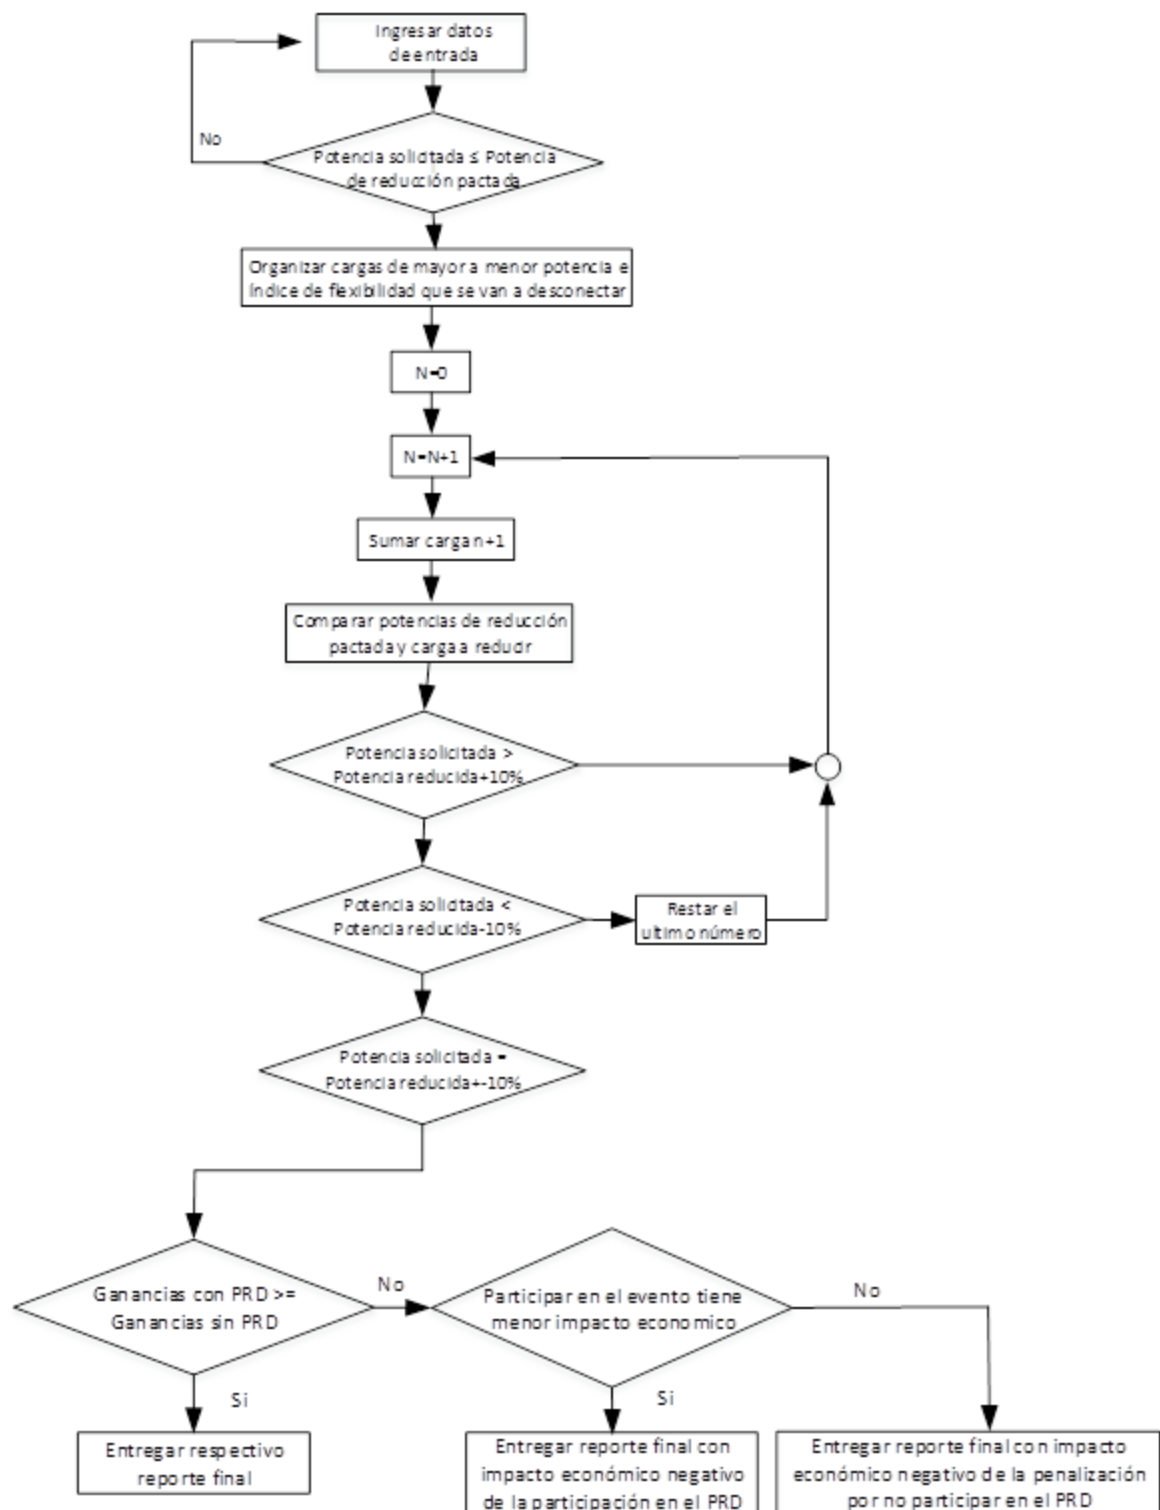 Ingresar datos
de entrada
No
Potencia solicitada ≤ Potencia
de reducción pactada
Organizar cargas de mayor a menor potencia e
índice de flexibilidad que se van a desconectar
N=0
N=N+1
Sumar carga n+1
Comparar potencias de reducción
pactada y carga a reducir
Potencia solicitada >
Potencia reducida+10%
Potencia solicitada <
Potencia reducida-10%
Restar el
ultimo número
Potencia solicitada =
Potencia reducida+-10%
Ganancias con PRD >=
Ganancias sin PRD
No
Participar en el evento tiene
menor impacto economico
No
Si
Si
Entregar respectivo
reporte final
Entregar reporte final con
impacto económico negativo
de la participación en el PRD
Entregar reporte final con impacto
económico negativo de la penalización
por no participar en el PRD